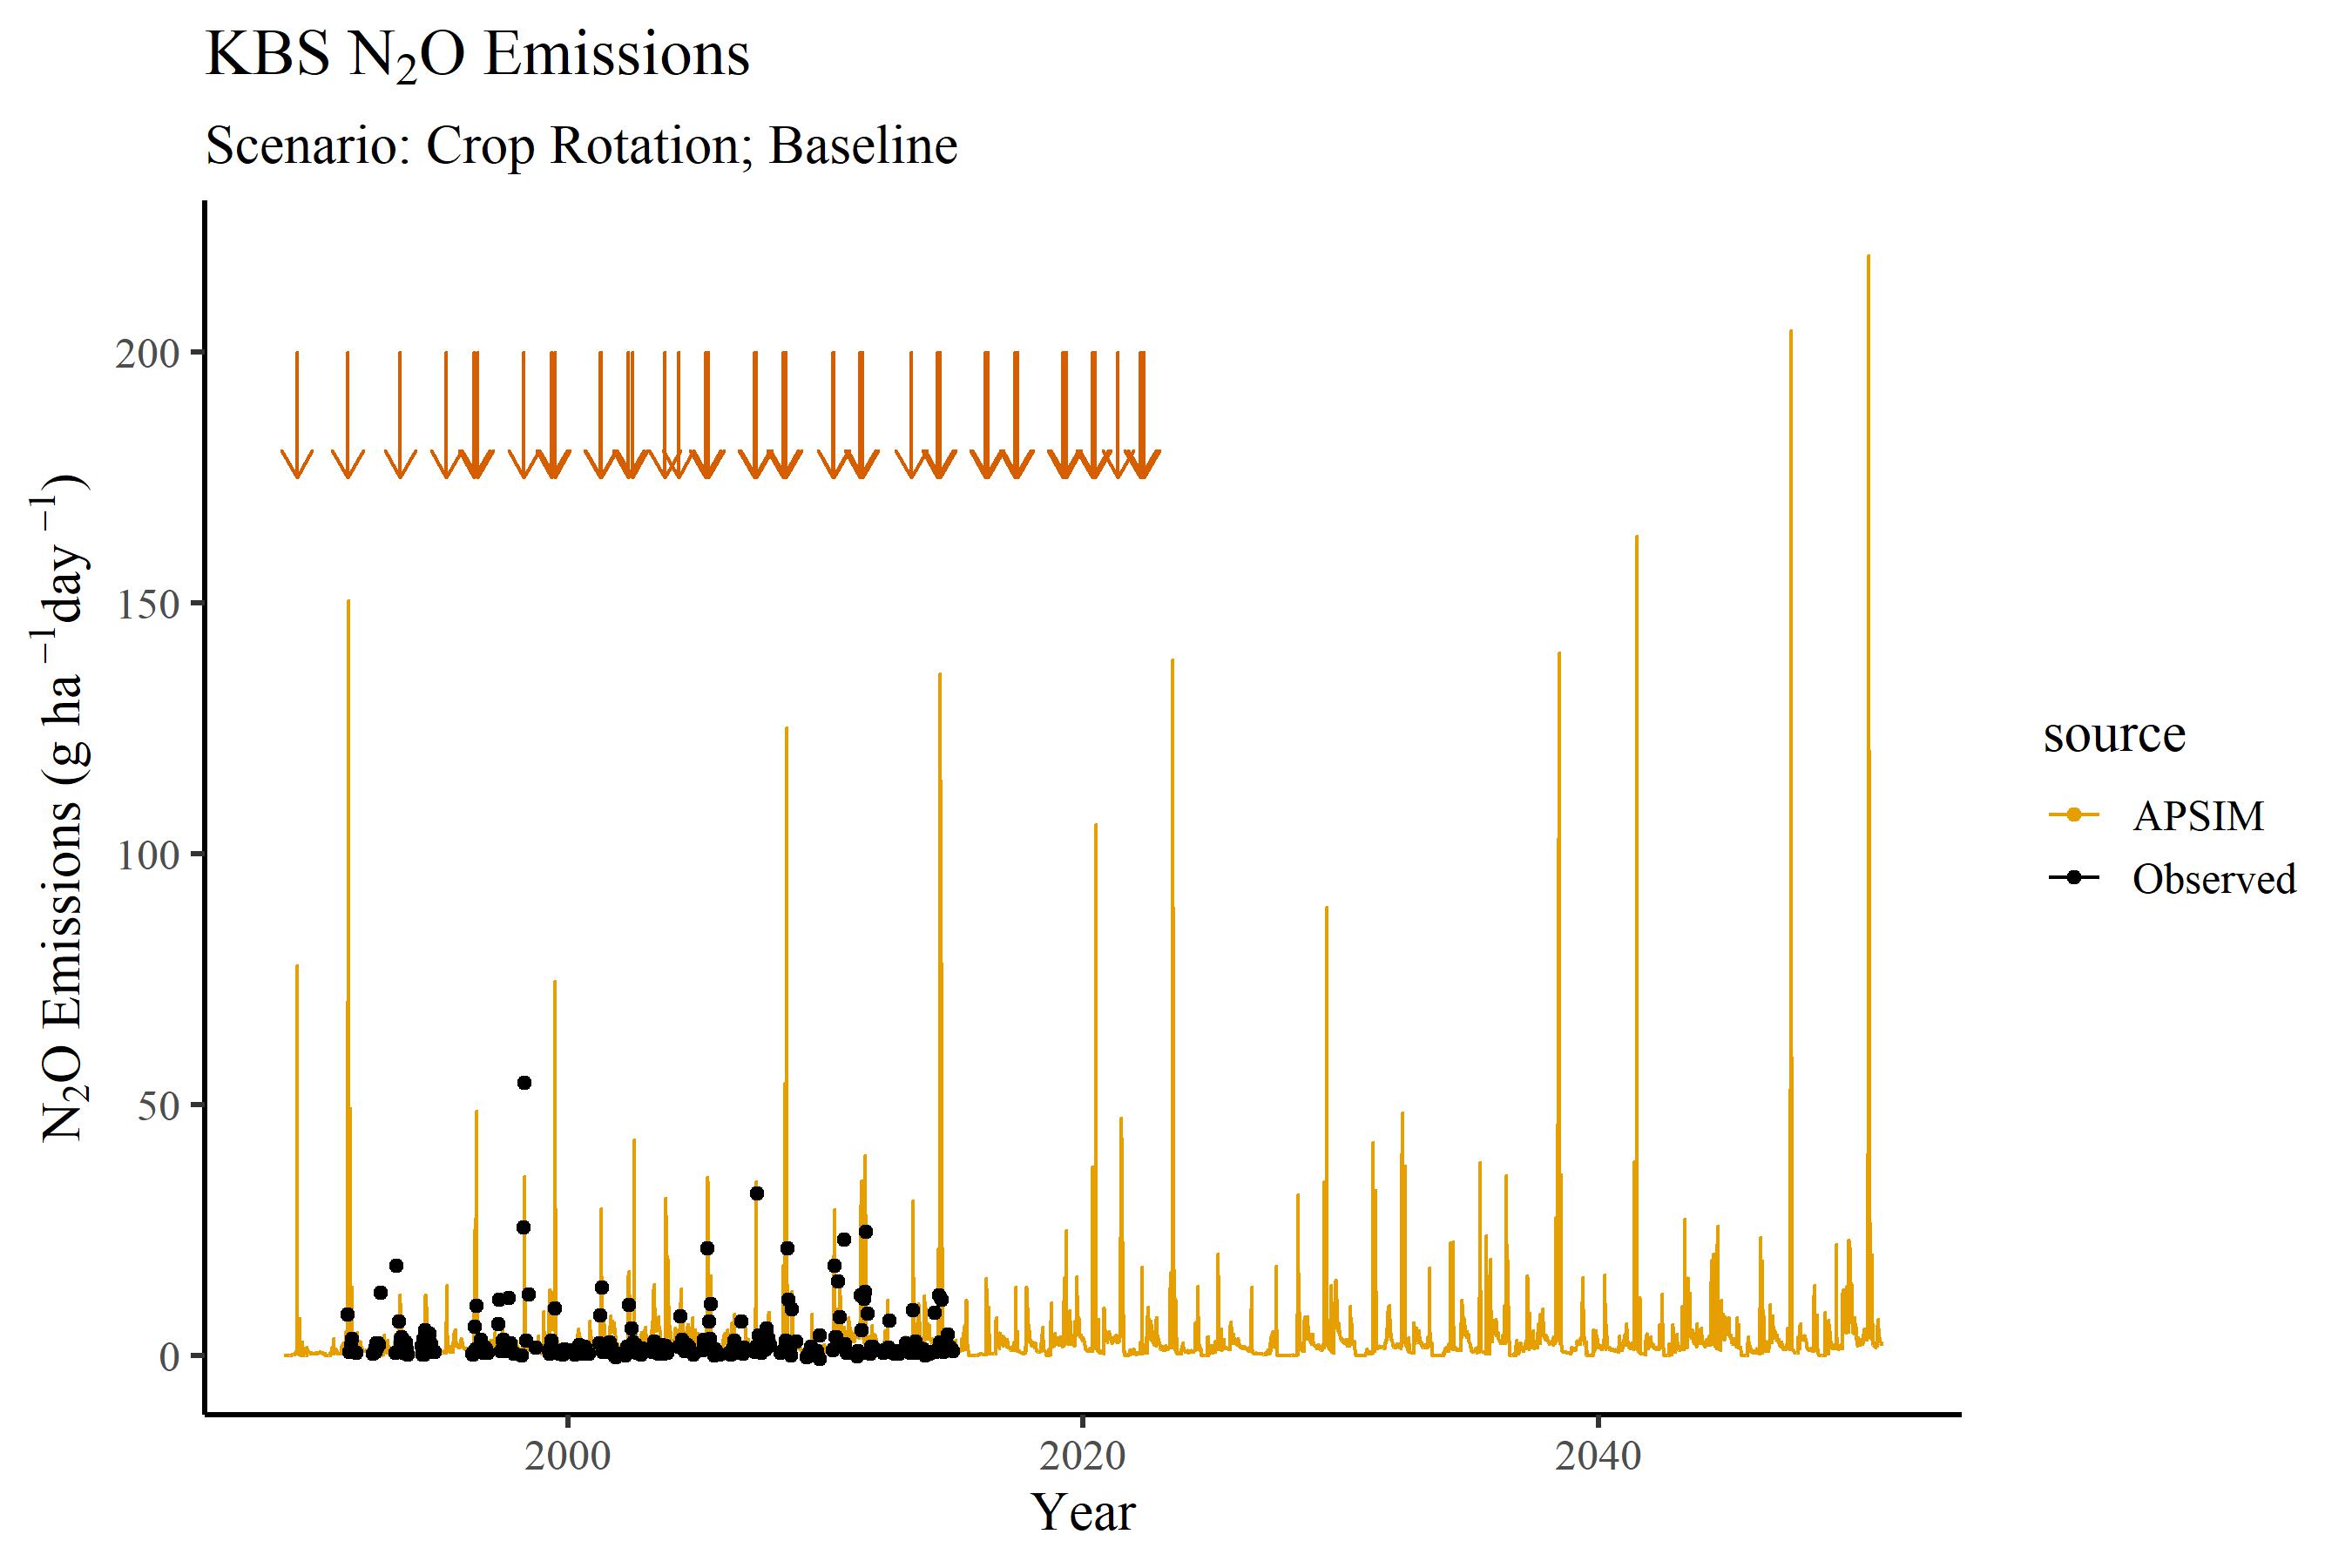 KBS N₂O Emissions
Scenario: Crop Rotation; Baseline
N₂O Emissions (g ha ⁻¹day ⁻¹)
200
150
100
50
0
2000
2020
2040
Year
source
APSIM
Observed